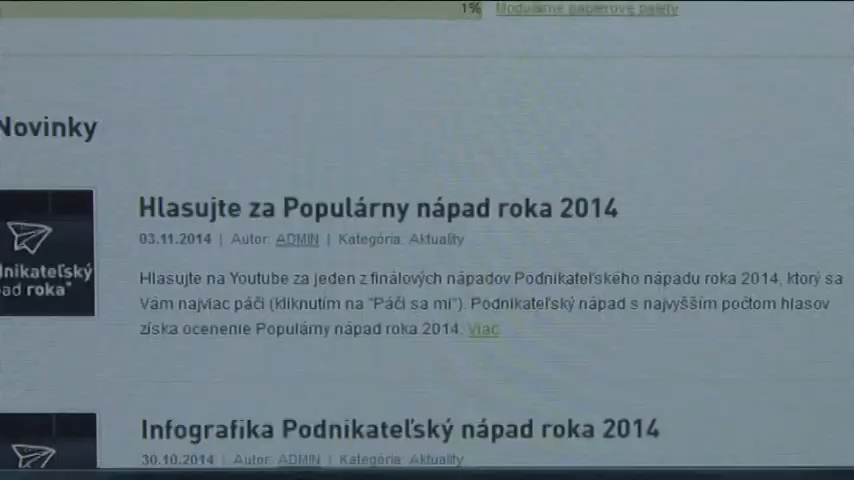 1% Modulárne papierové palety
Novinky
Hlasujte za Populárny nápad roka 2014
03.11.2014 | Autor: ADMIN | Kategória: Aktuality
nikateľský
ad roka*
Hlasujte na Youtube za jeden z finálových nápadov Podnikateľského nápadu roka 2014, ktorý sa
Vám najviac páči (kliknutím na "Páči sa mi"). Podnikateľský nápad s najvyšším počtom hlasov
získa ocenenie Populárny nápad roka 2014. Viac
Infografika Podnikateľský nápad roka 2014
30.10.2014 | Autor: ADMIN | Kategória: Aktuality